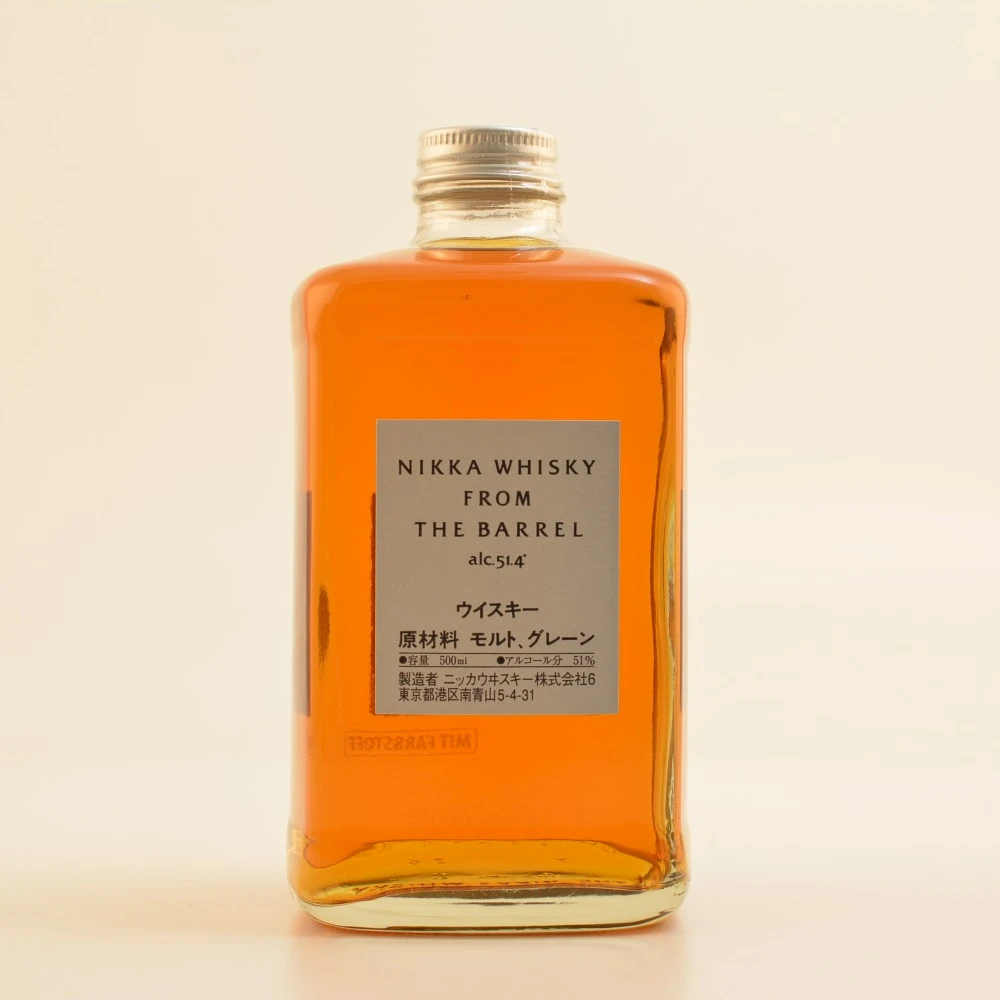 NIKKA WHISKY
FROM
THE BARREL
alc.51.4°
ウイスキー
原材料 モルト、グレーン
●容量 500ml ●アルコール分 51%
製造者 ニッカウヰスキー株式会社6
東京都港区南青山5-4-31
MIT FARBSTOFF